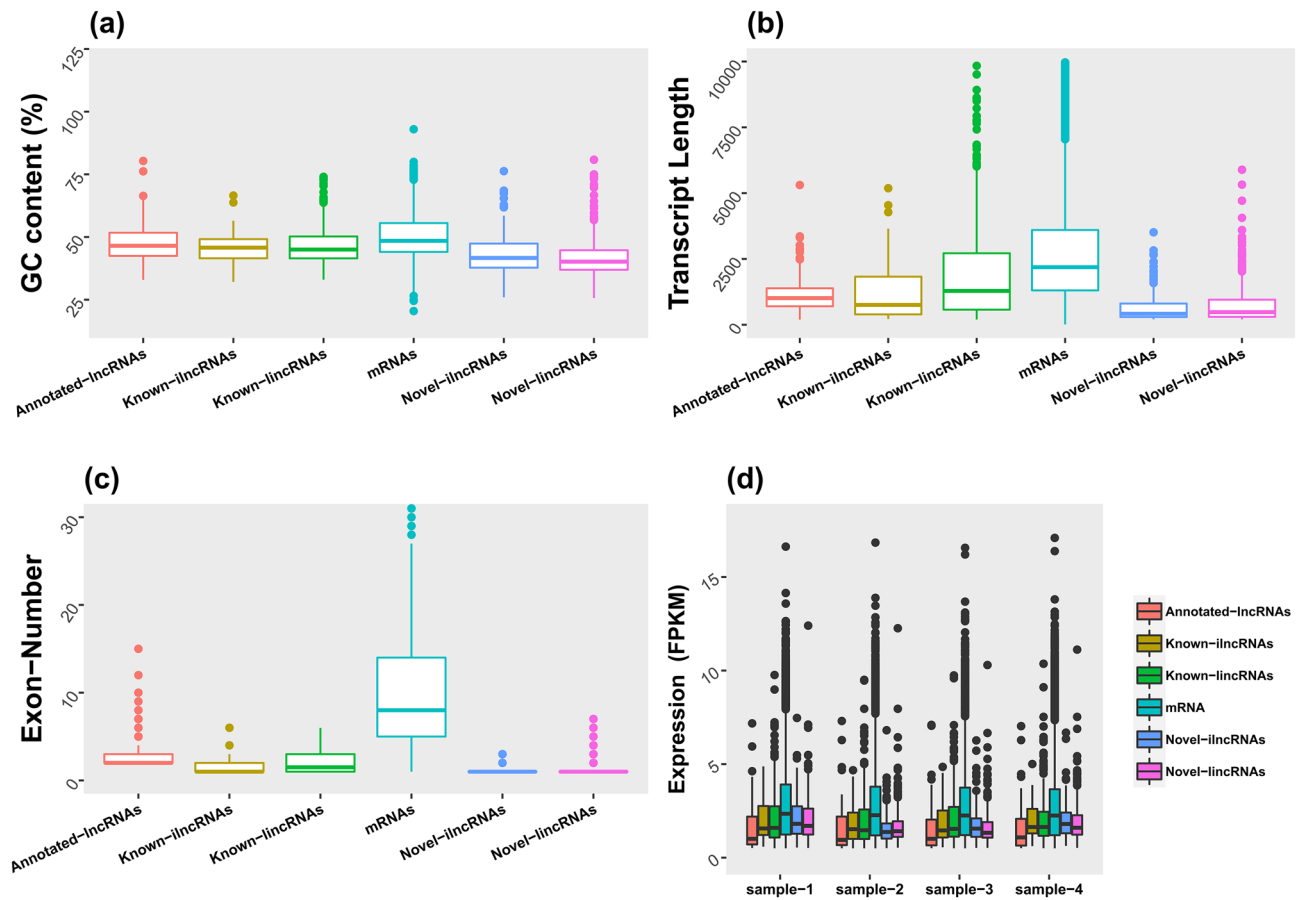 (a)
GC content (%)
125
100
75
50
25
Annotated−lncRNAs
Known−ilncRNAs
Known−lincRNAs
mRNAs
Novel−ilncRNAs
Novel−lincRNAs
(b)
Transcript Length
10000
7500
5000
2500
0
Annotated−lncRNAs
Known−ilncRNAs
Known−lincRNAs
mRNAs
Novel−ilncRNAs
Novel−lincRNAs
(c)
Exon−Number
30
20
10
0
Annotated−lncRNAs
Known−ilncRNAs
Known−lincRNAs
mRNAs
Novel−ilncRNAs
Novel−lincRNAs
(d)
Expression (FPKM)
15
10
5
0
sample−1
sample−2
sample−3
sample−4
Annotated−lncRNAs
Known−ilncRNAs
Known−lincRNAs
mRNA
Novel−ilncRNAs
Novel−lincRNAs